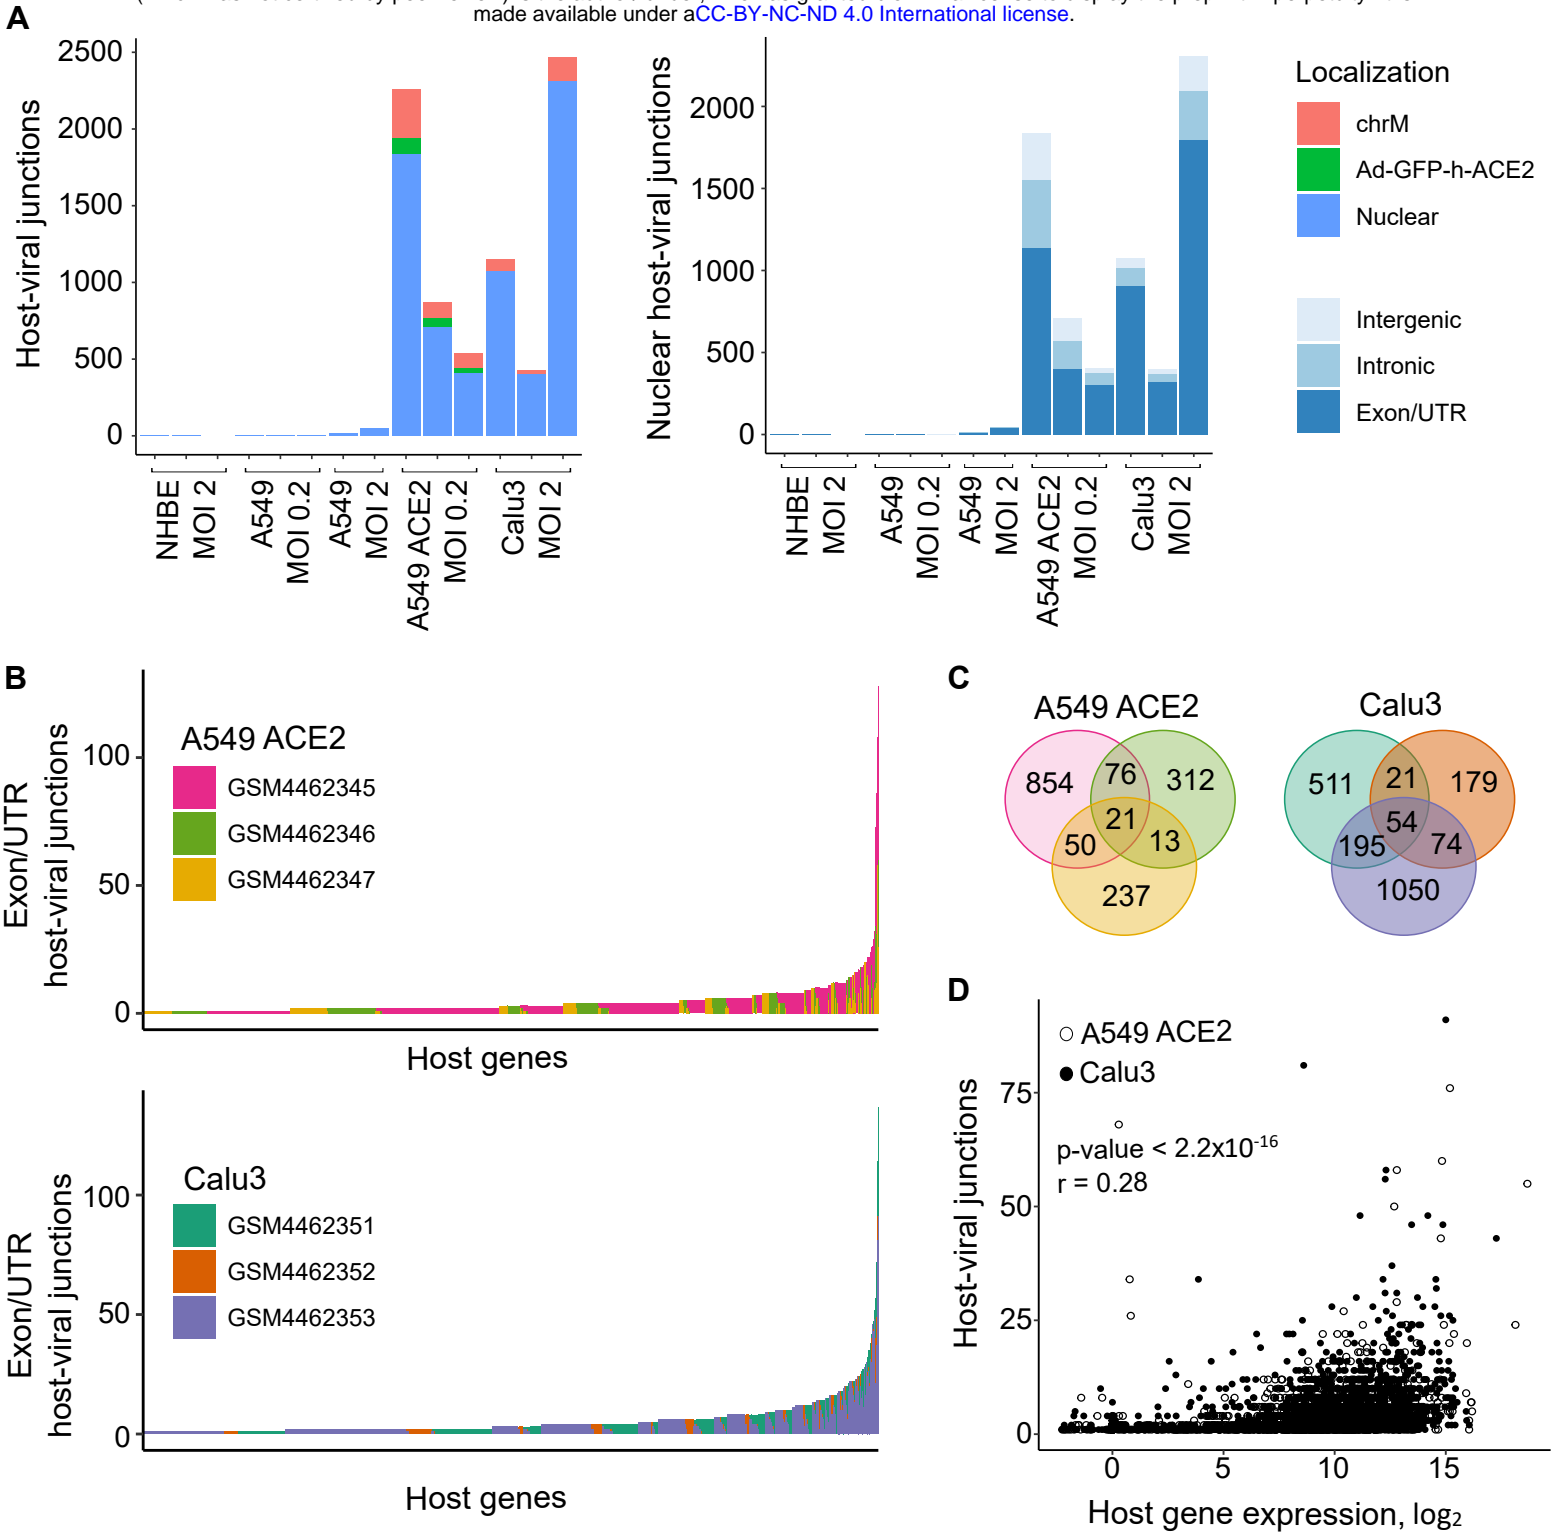 made available under aCC-BY-NC-ND 4.0 International license.
A
Host-viral junctions
2500
2000
1500
1000
500
0
NHBE
MOI 2
A549
MOI 0.2
A549
MOI 2
A549 ACE2
MOI 0.2
Calu3
MOI 2
Nuclear host-viral junctions
2000
1500
1000
500
0
NHBE
MOI 2
A549
MOI 0.2
A549
MOI 2
A549 ACE2
MOI 0.2
Calu3
MOI 2
Localization
chrM
Ad-GFP-h-ACE2
Nuclear
Intergenic
Intronic
Exon/UTR
B
Exon/UTR
host-viral junctions
100
50
0
A549 ACE2
GSM4462345
GSM4462346
GSM4462347
Host genes
Exon/UTR
host-viral junctions
100
50
0
Calu3
GSM4462351
GSM4462352
GSM4462353
Host genes
C
A549 ACE2
854
76
312
21
50
13
237
Calu3
511
21
179
54
195
74
1050
D
Host-viral junctions
75
50
25
0
A549 ACE2
Calu3
p-value < 2.2x10-16
r = 0.28
0
5
10
15
Host gene expression, log2